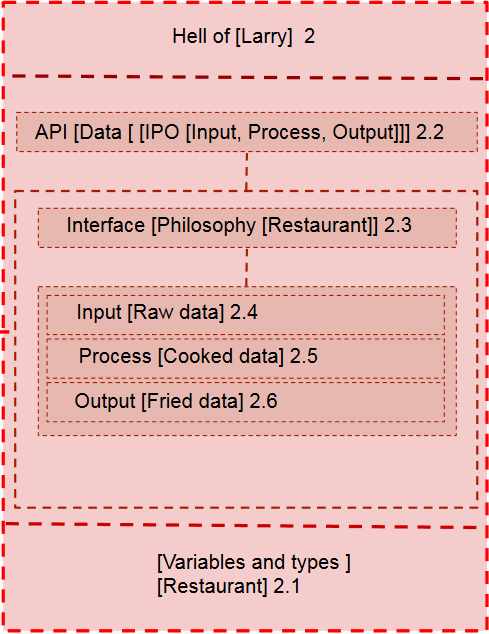 Hell of [Larry] 2
API [Data [ [IPO [Input, Process, Output]]] 2.2
Interface [Philosophy [Restaurant]] 2.3
Input [Raw data] 2.4
Process [Cooked data] 2.5
Output [Fried data] 2.6
[Variables and types ]
[Restaurant] 2.1